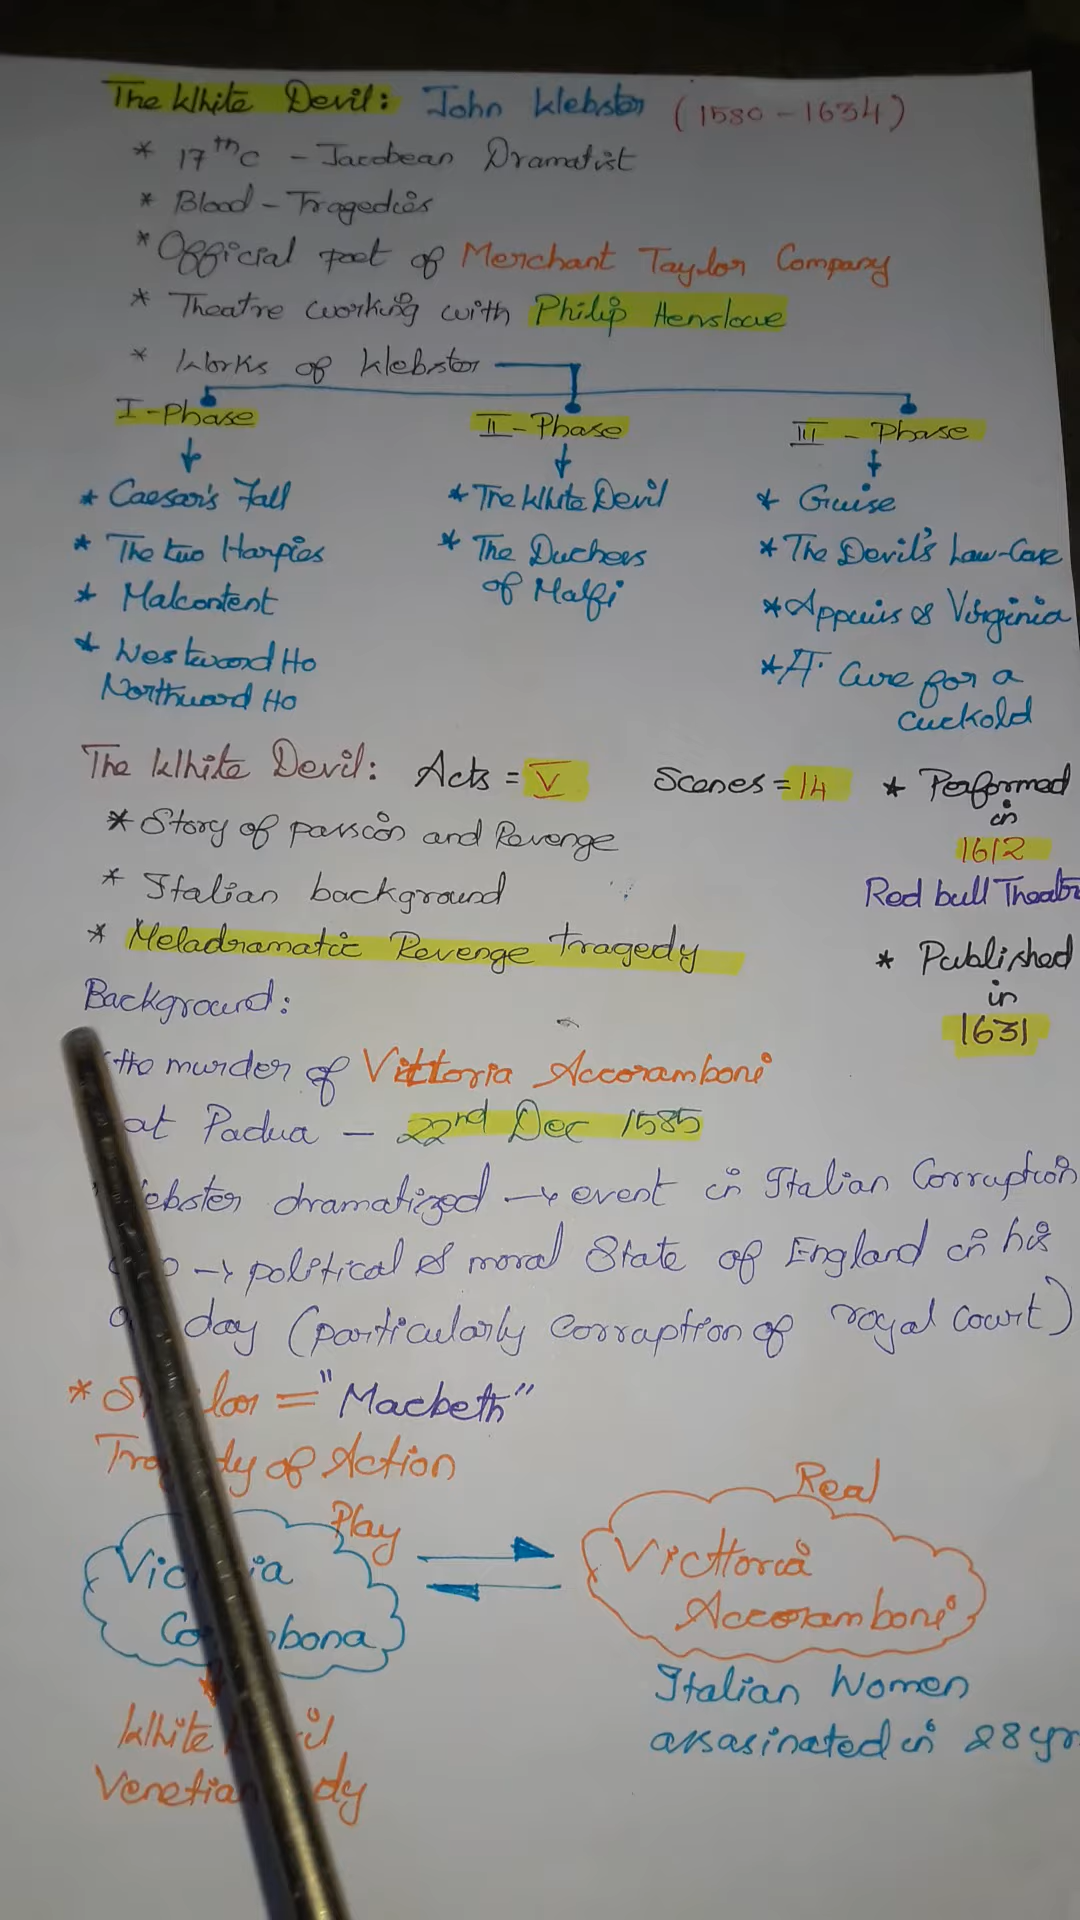 The White Devil: John Webster (1580-1634)
* 17th C - Jacobean Dramatist
* Blood-Tragedies
* Official poet of Merchant Taylor Company
* Theatre working with Philip Henslowe
* Works of Webster
I-Phase II-Phase III-Phase
* Caesar's Fall
* The two Harpies
* Malcontent
* Westward Ho
Northward Ho
* The White Devil
* The Duchess
of Malfi
* Guise
* The Devil's Law-Case
* Appuis & Virginia
* A Cure for a
cuckold
The White Devil: Acts = V Scenes = 14
* Story of passion and Revenge
* Italian background
* Meladramatic Revenge tragedy
* Performed
in
1612
Red bull Theatr
* Published
in
1631
Background:
the murder of Vittoria Accoramboni
at Padua - 22nd Dec 1585
ebster dramatized → event in Italian Corruption
→ political & moral State of England in his
day (particularly corruption of royal court)
* = "Macbeth"
of Action
Play
Real
Victtoria
Accoramboni
White
Venetian
Italian Women
assasinated in 28 yr